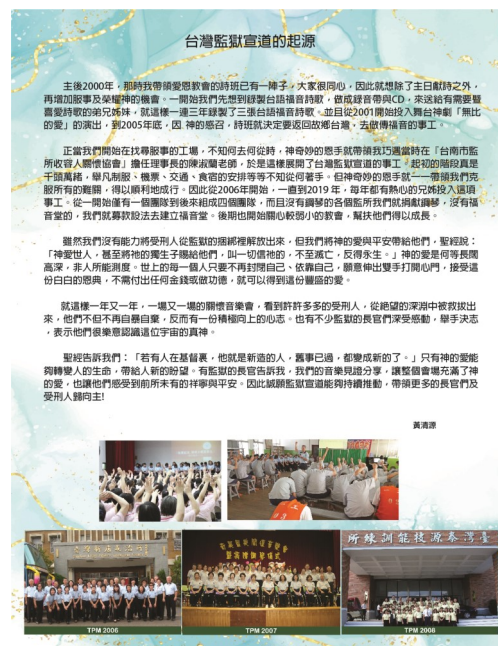 台灣監獄宣道的起源
主後2000年，那時我帶領愛恩教會的詩班已有一陣子，大家很同心，因此就想除了主日獻詩之外，
再增加服事及榮耀神的機會。一開始我們先想到錄製台語福音詩歌，做成錄音帶與CD，來送給有需要暨
喜愛詩歌的弟兄姊妹，就這樣一連三年錄製了三張台語福音詩歌。並且從2001開始投入舞台神劇「無比
的愛」的演出，到2005年底，因.神的感召，詩班就決定要返回故鄉台灣、去做傳福音的事工。
正當我們開始在找尋服事的工場，不知何去何從時，神奇妙的恩手就帶領我巧遇當時在「台南市監
所收容人關懷協會」擔任理事長的陳淑蘭老師，於是這樣展開了台灣監獄宣道的事工。起初的階段真是
千頭萬緒，舉凡制服、機票、交通、食宿的安排等等不知從何著手。但神奇妙的恩手就一一帶領我們克
服所有的難關，得以順利地成行。因此從2006年開始，一直到2019年，每年都有熱心的兄姊投入這項
事工。從一開始僅有一個團隊到後來組成四個團隊，而且沒有鋼琴的各個監所我們就捐獻鋼琴，沒有福
音堂的，我們就募款設法去建立福音堂。後期也開始關心較弱小的教會，幫扶他們得以成長。
雖然我們沒有能力將受刑人從監獄的捆綁裡解放出來，但我們將神的愛與平安帶給他們，聖經說：
「神愛世人，甚至將祂的獨生子賜給他們，叫一切信祂的，不至滅亡，反得永生。」神的愛是何等長闊
高深，非人所能測度。世上的每一個人只要不再封閉自己、依靠自己，願意伸出雙手打開心門，接受這
份白白的恩典，不需付出任何金錢或做功德，就可以得到這份豐盛的愛。
就這樣一年又一年，一場又一場的關懷音樂會，看到許許多多的受刑人，從絕望的深淵中被救拔出
來，他們不但不再自暴自棄，反而有一份積極向上的心志。也有不少監獄的長官們深受感動，舉手決志
，表示他們很樂意認識這位宇宙的真神。
聖經告訴我們：「若有人在基督裏，他就是新造的人，舊事已過，都變成新的了。」只有神的愛能
夠轉變人的生命，帶給人新的盼望。有監獄的長官告訴我，我們的音樂見證分享，讓整個會場充滿了神
的愛，也讓他們感受到前所未有的祥寧與平安。因此誠願監獄宣道能夠持續推動，帶領更多的長官們及
受刑人歸向主!
黃清源
所練訓能技源泰灣臺
TPM 2006
TPM 2007
TPM 2008